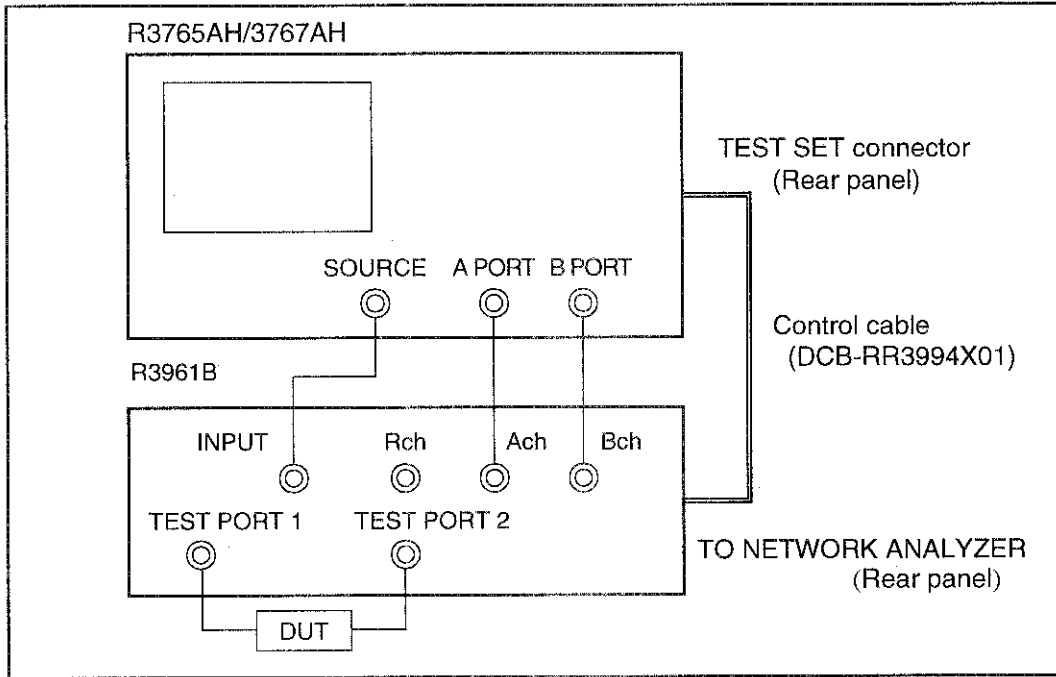 R3765AH/3767AH
TEST SET connector
(Rear panel)
SOURCE A PORT B PORT
Control cable
(DCB-RR3994X01)
R3961B
INPUT Rch Ach Bch
TEST PORT 1 TEST PORT 2
TO NETWORK ANALYZER
(Rear panel)
DUT